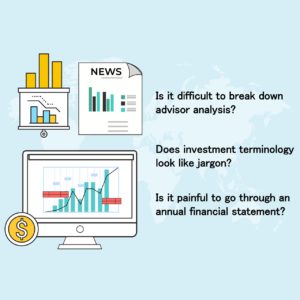 NEWS
Is it difficult to break down
advisor analysis?
Does investment terminology
look like jargon?
Is it painful to go through an
annual financial statement?
$